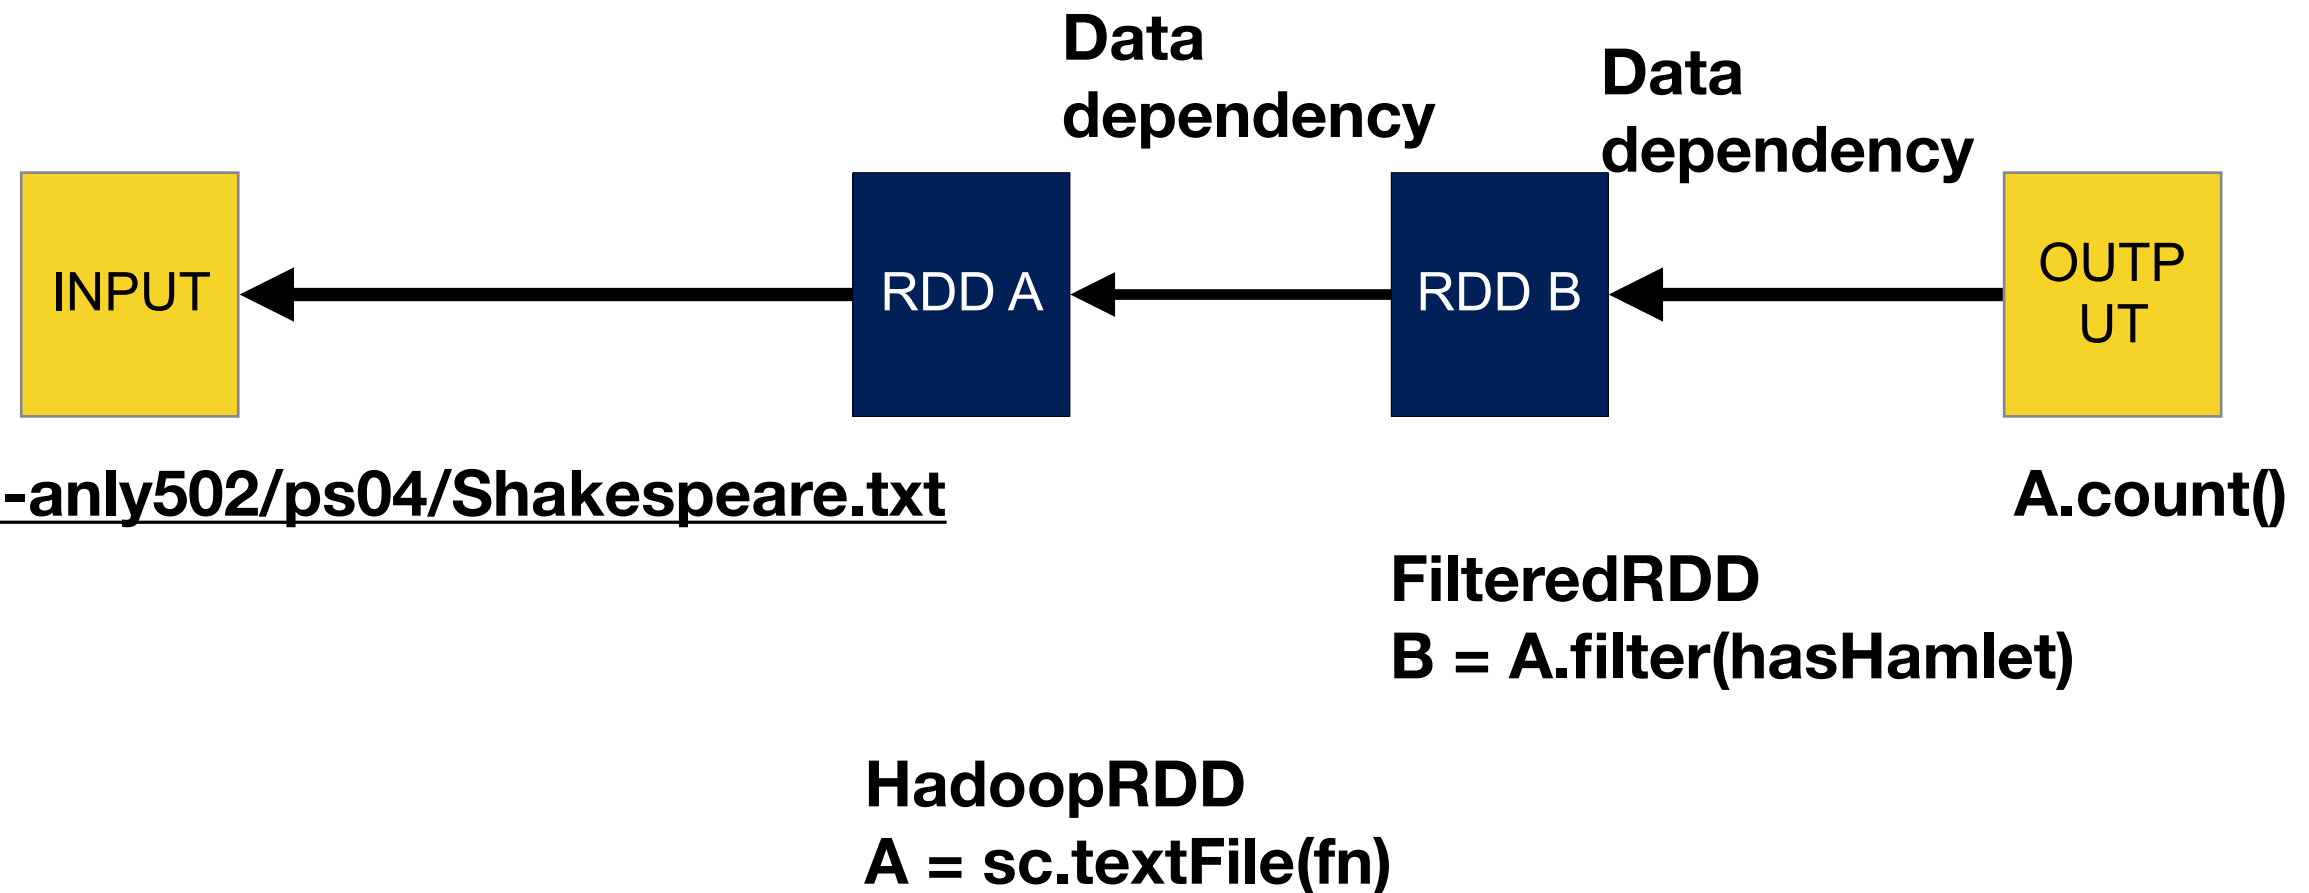 Data
dependency
Data
dependency
INPUT
RDD A
RDD B
OUTP
UT
-anly502/ps04/Shakespeare.txt
A.count()
FilteredRDD
B = A.filter(hasHamlet)
HadoopRDD
A = sc.textFile(fn)